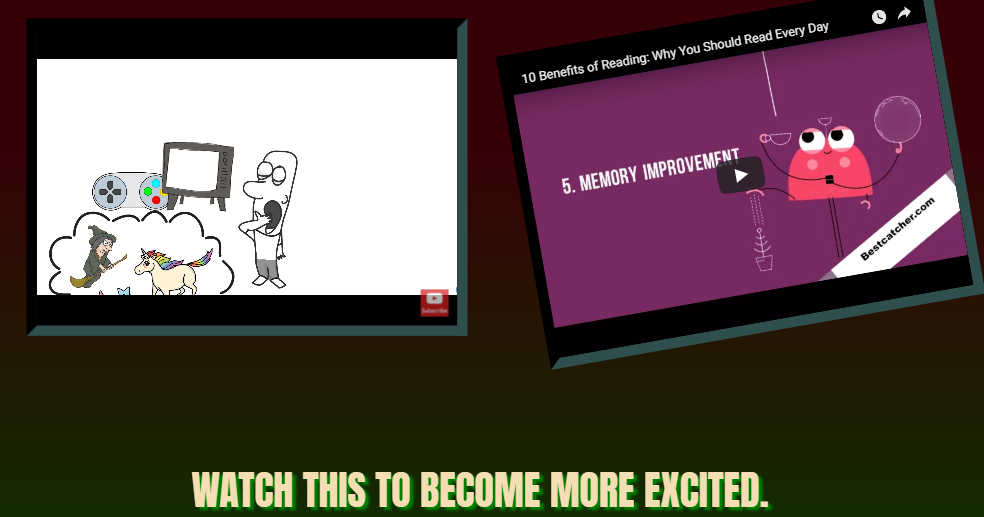 10 Benefits of Reading: Why You Should Read Every Day
5. MEMORY IMPROVEMENT
Bestcatcher.com
Subscribe
WATCH THIS TO BECOME MORE EXCITED.